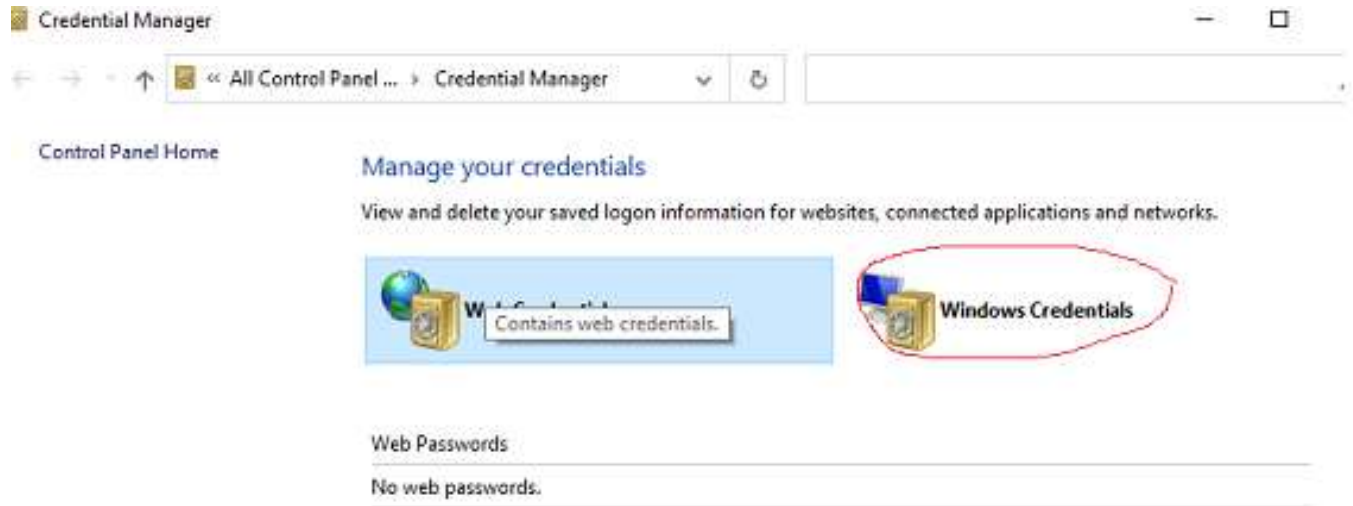 Credential Manager
« All Control Panel ... › Credential Manager
Control Panel Home
Manage your credentials
View and delete your saved logon information for websites, connected applications and networks.
Contains web credentials.
Windows Credentials
Web Passwords
No web passwords.